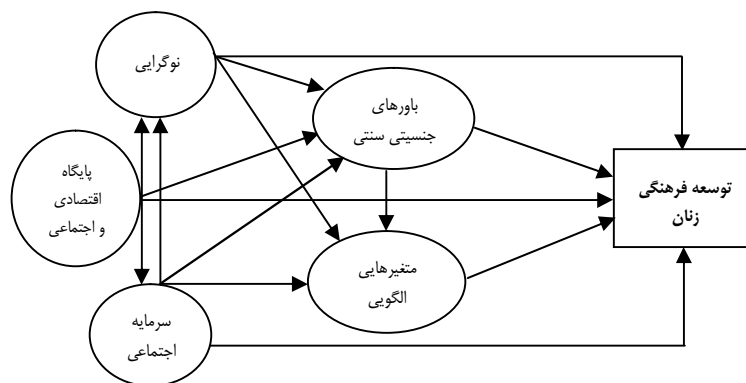 نوگرایی
باورهای
جنسیتی سنتی
پایگاه
اقتصادی
و اجتماعی
توسعه فرهنگی
زنان
متغیرهایی
الگویی
سرمایه
اجتماعی